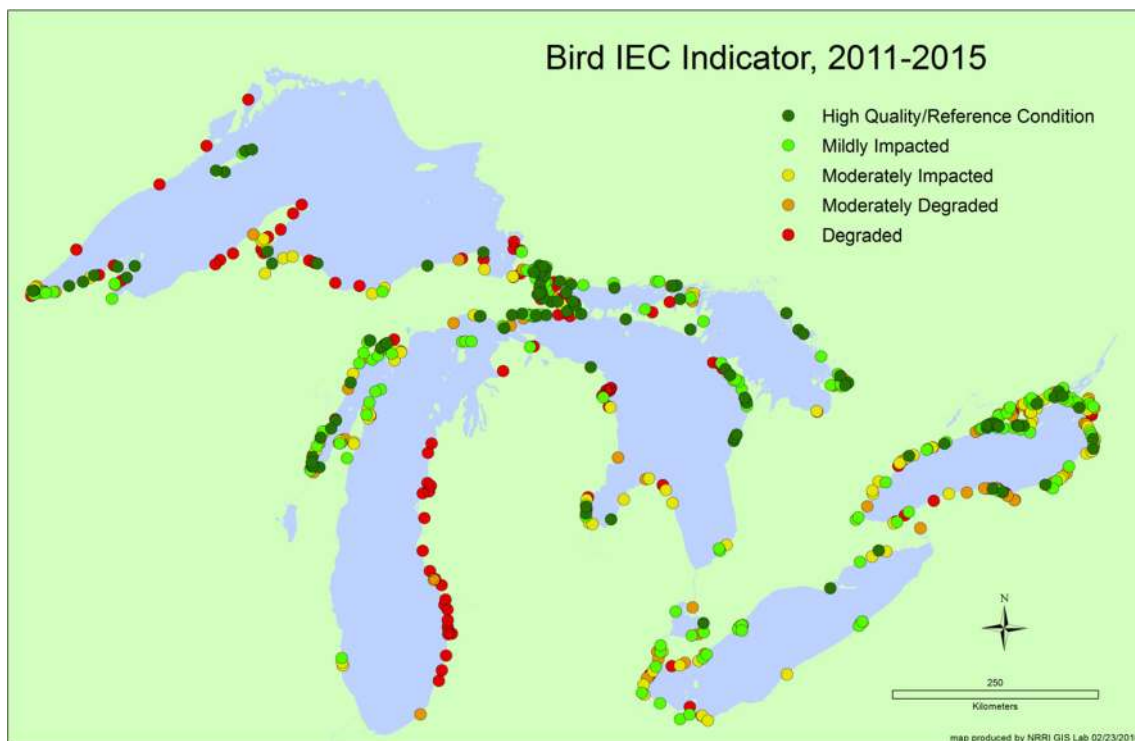 Bird IEC Indicator, 2011-2015
High Quality/Reference Condition
Mildly Impacted
Moderately Impacted
Moderately Degraded
Degraded
N
250
Kilometers
map produced by NRRI GIS Lab 02/23/201